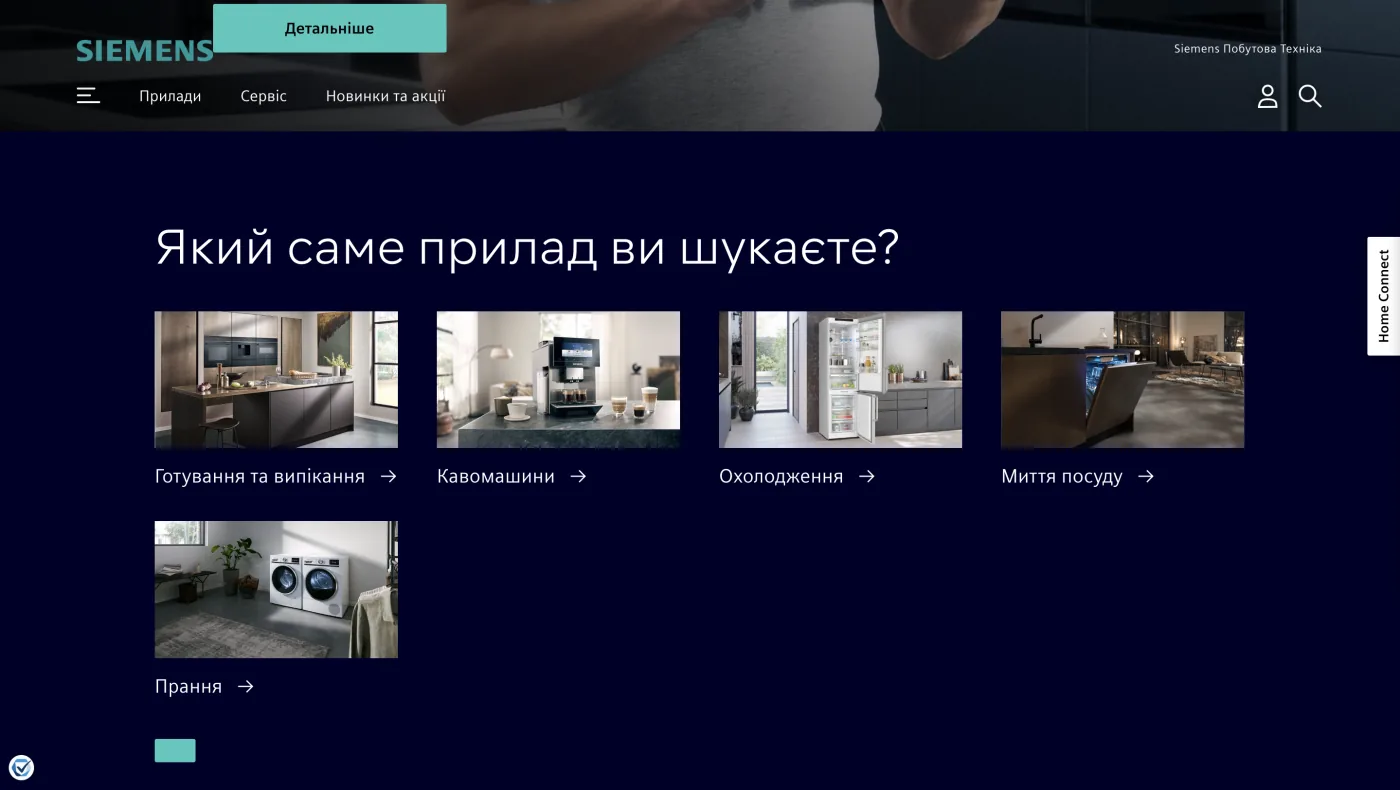 Детальніше
SIEMENS
Siemens Побутова Техніка
Прилади
Сервіс
Новинки та акції
Home Connect
Який саме прилад ви шукаєте?
Готування та випікання
Кавомашини
Охолодження
Миття посуду
Прання